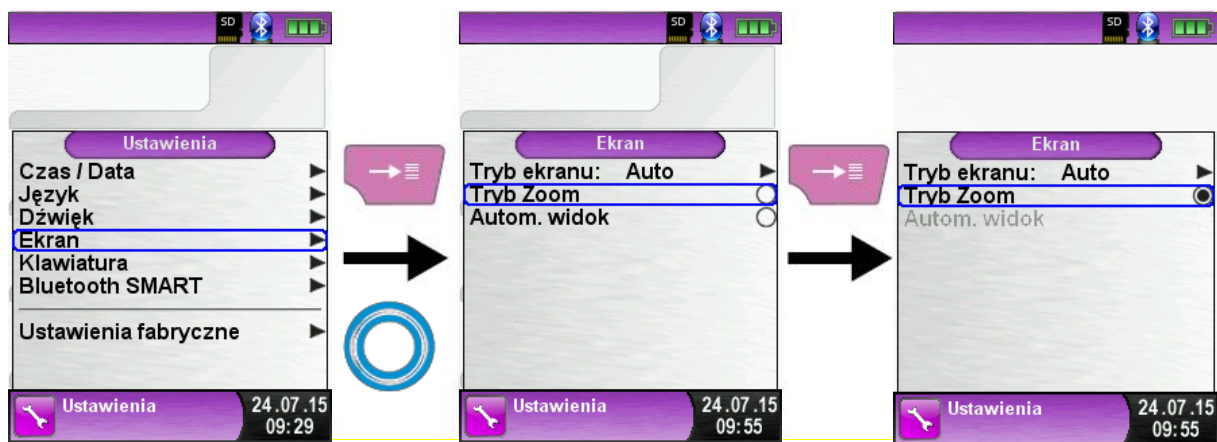 SD
Ustawienia
Czas / Data
Język
Dźwięk
Ekran
Klawiatura
Bluetooth SMART
Ustawienia fabryczne
Ustawienia
24.07.15
09:29
SD
Ekran
Tryb ekranu: Auto
Tryb Zoom
Autom. widok
Ustawienia
24.07.15
09:55
SD
Ekran
Tryb ekranu: Auto
Tryb Zoom
Autom. widok
Ustawienia
24.07.15
09:55